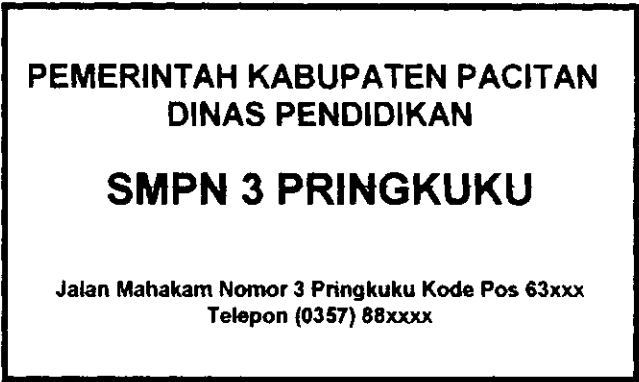 PEMERINTAH KABUPATEN PACITAN
DINAS PENDIDIKAN
SMPN 3 PRINGKUKU
Jalan Mahakam Nomor 3 Pringkuku Kode Pos 63xxx
Telepon (0357) 88xxxx